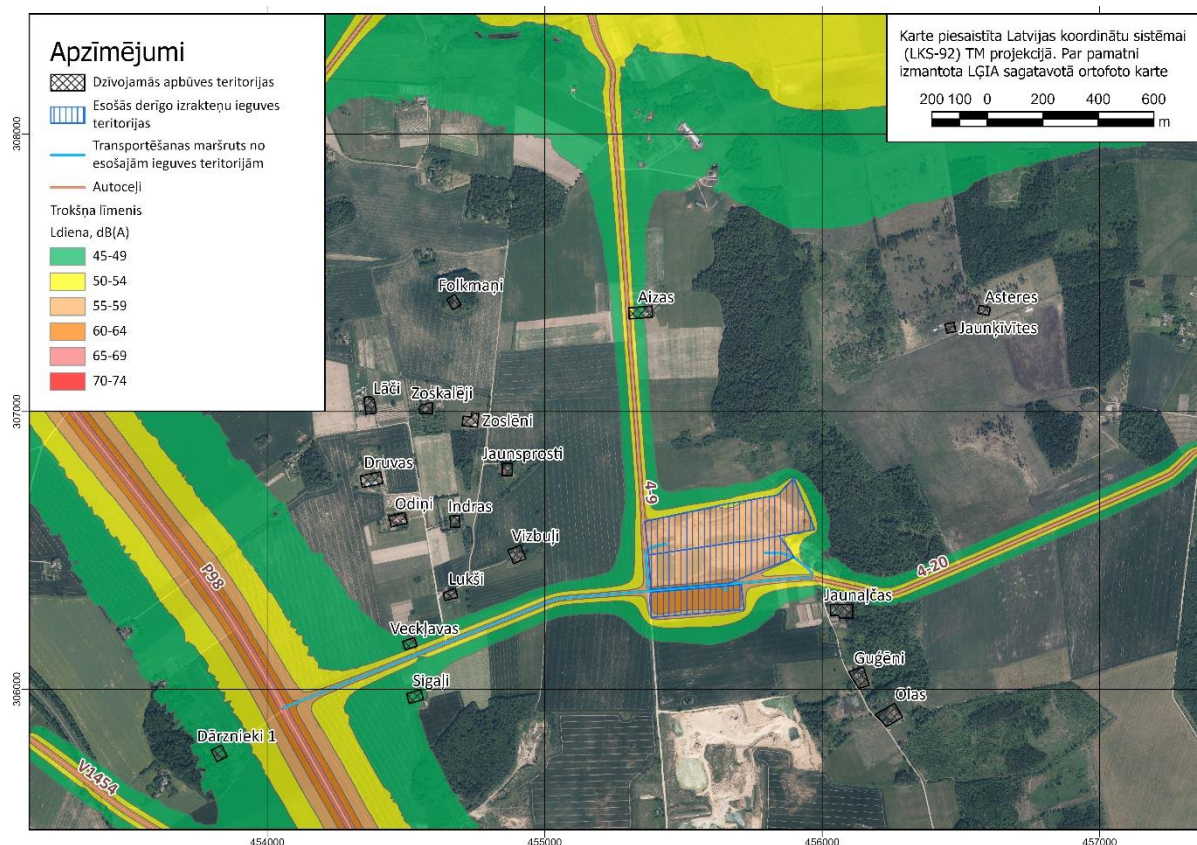 Apzīmējumi
Dzīvojamās apbūves teritorijas
Esošās derīgo izrakteņu ieguves
teritorijas
Transportēšanas maršruts no
esošajām ieguves teritorijām
Autoceļi
Trokšņa līmenis
Ldiena, dB(A)
45-49
50-54
55-59
60-64
65-69
70-74
Karte piesaistīta Latvijas koordinātu sistēmai
(LKS-92) TM projekcijā. Par pamatni
izmantota LĢIA sagatavotā ortofoto karte
200 100 0 200 400 600
m
308000
307000
306000
Folkmaņi
Aizas
Asteres
Jaunķīvītes
Lāči
Zoskalēji
Zoslēni
Jaunsprosti
Druvas
Odiņi
Indras
Vizbuļi
4-9
4-20
P98
Lukši
Jaunaļčas
Veckļavas
Guģēni
Sigaļi
Olas
Dārznieki 1
V1454
454000
455000
456000
457000